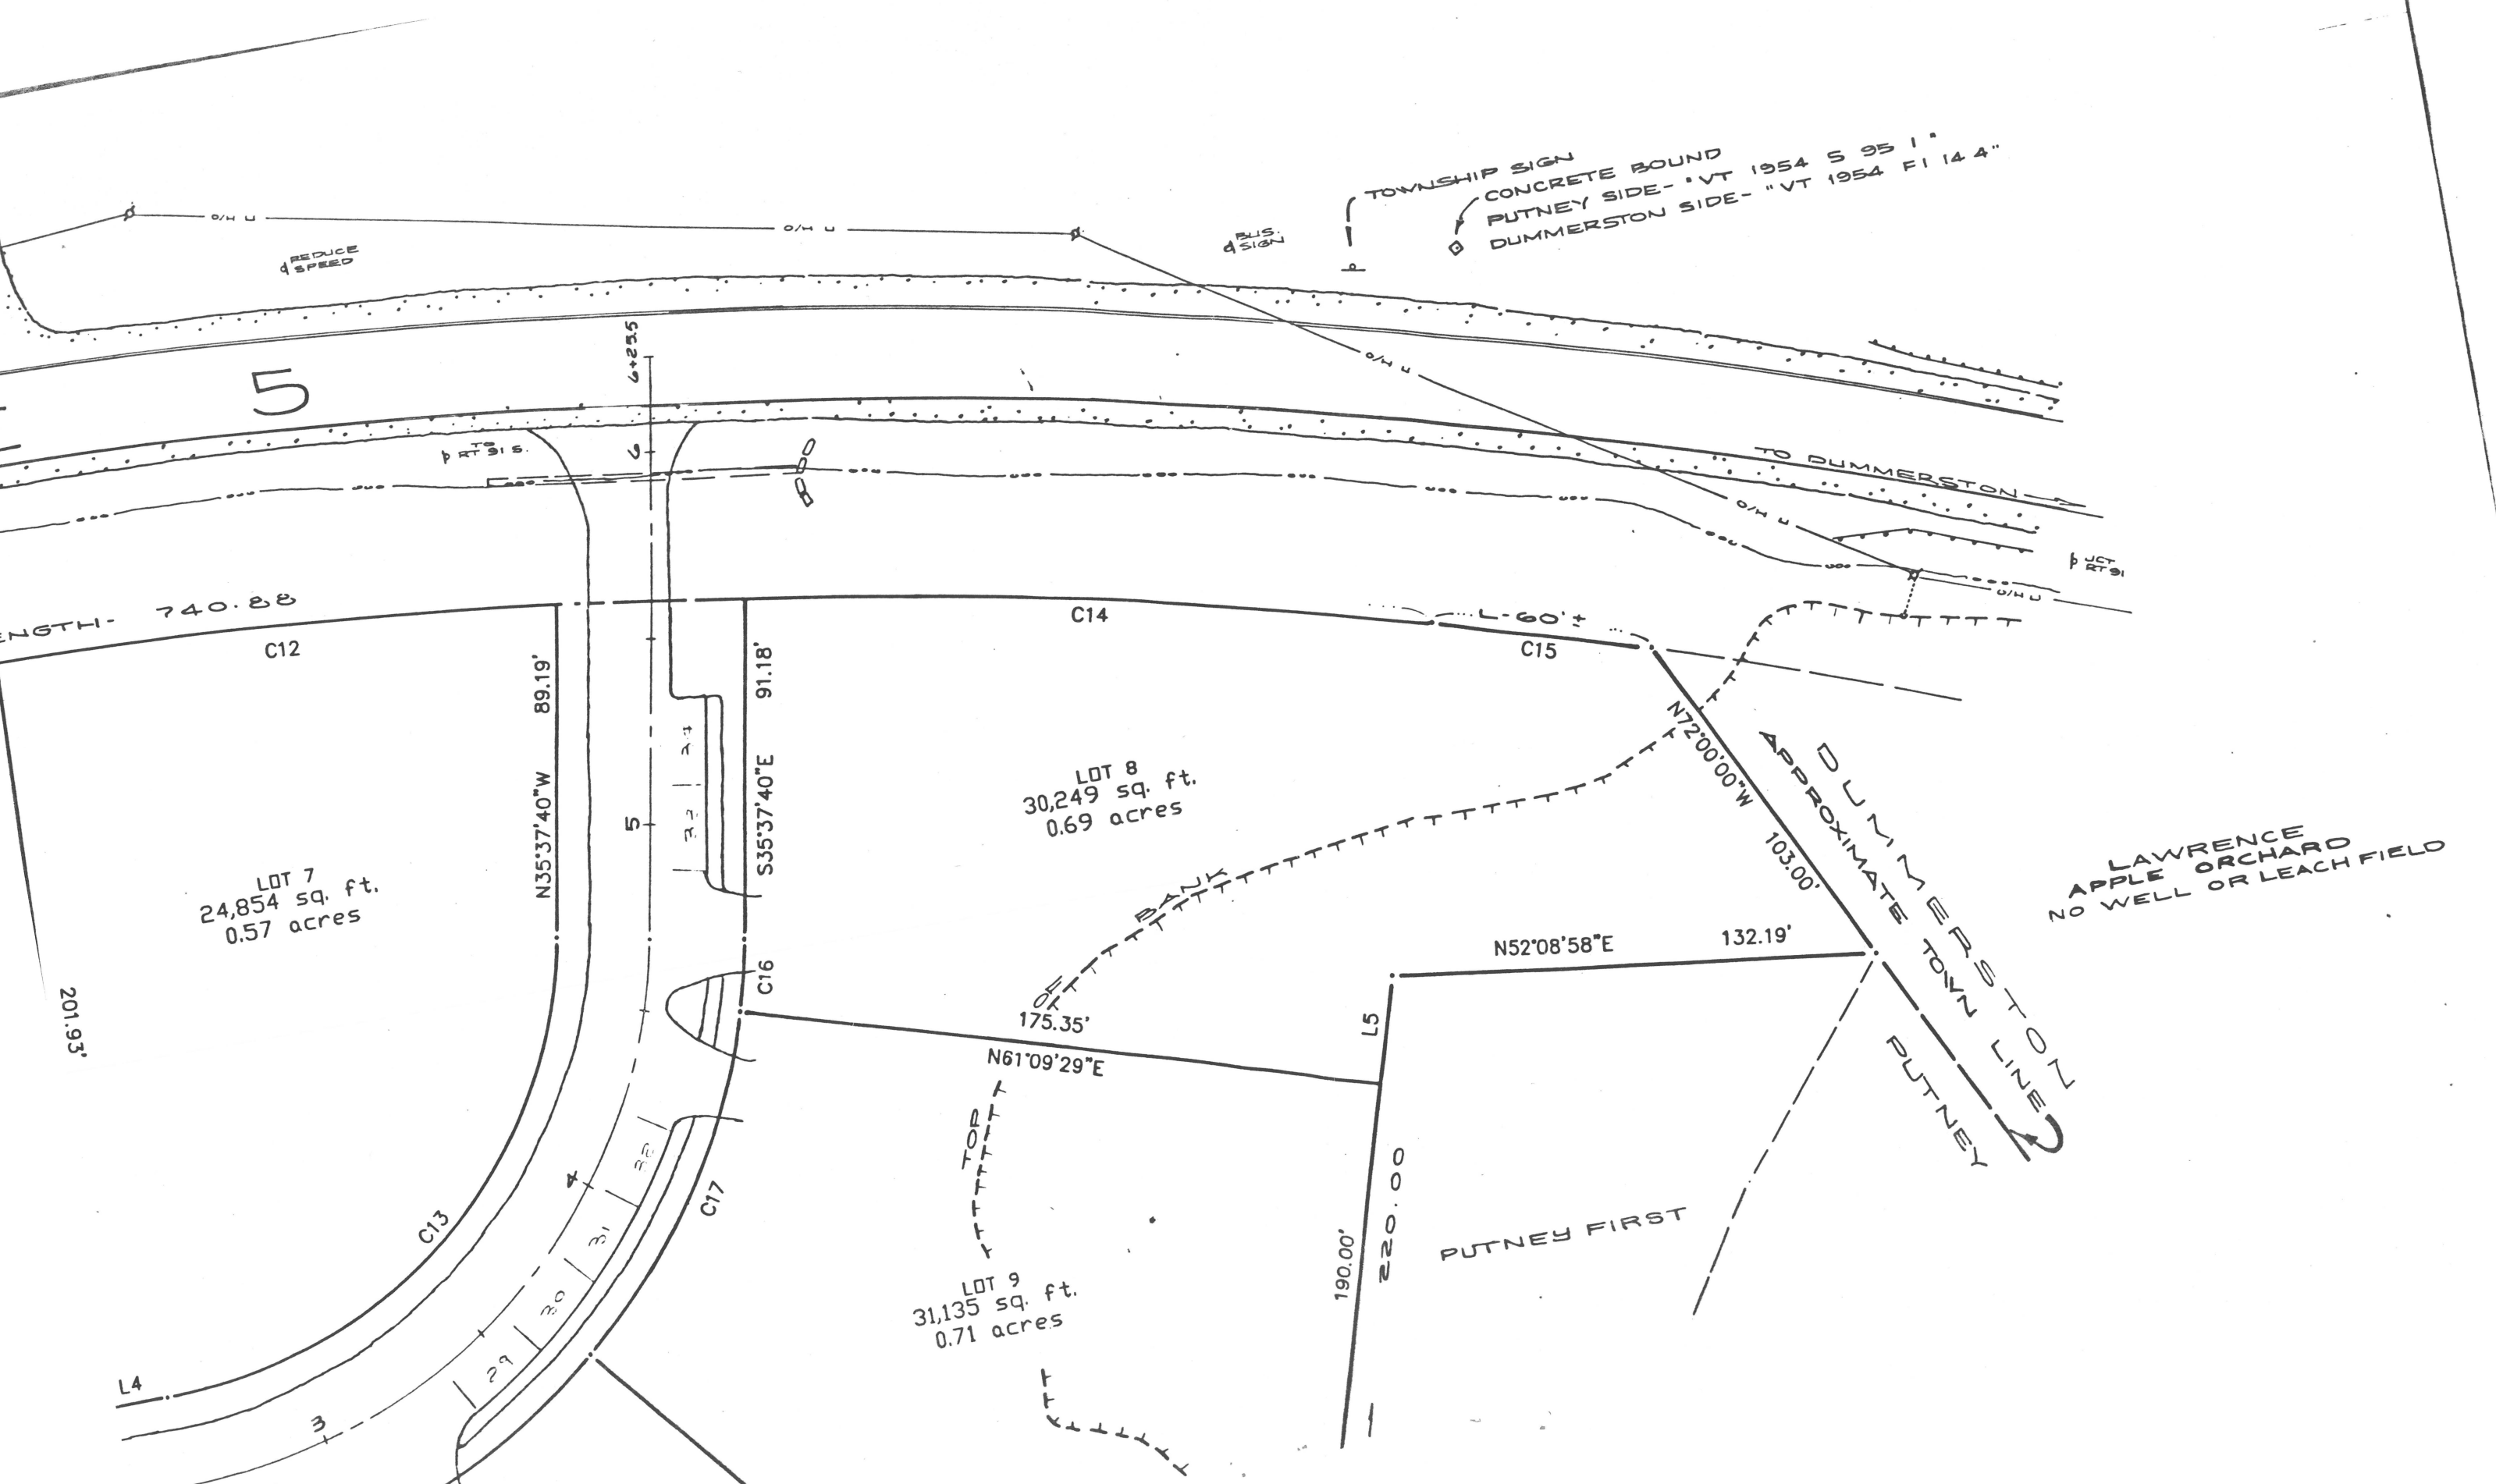 TOWNSHIP SIGN
CONCRETE BOUND
PUTNEY SIDE- "VT 1954 S 95 1"
DUMMERSTON SIDE- "VT 1954 F1 14 4"
O/H U
O/H U
BUS.
SIGN
REDUCE
SPEED
6+25.5
O/H U
5
6
TO
RT 91 S.
TO DUMMERSTON
O/H U
JCT
RT 91
O/H U
ENGTH- 740.88
C12
C14
L-60'±
C15
89.19'
N35°37'40"W
91.18'
S35°37'40"E
5
LOT 8
30,249 sq. ft.
0.69 acres
N72°00'00"W
103.00'
APPROXIMATE TOWN LINE
DUMMERSTON
PUTNEY
LAWRENCE
APPLE ORCHARD
NO WELL OR LEACH FIELD
LOT 7
24,854 sq. ft.
0.57 acres
201.93'
BANK
OF
TOP
C16
175.35'
N61°09'29"E
N52°08'58"E 132.19'
L5
190.00'
220.00
PUTNEY FIRST
4
C13
C17
31
30
29
LOT 9
31,135 sq. ft.
0.71 acres
L4
3